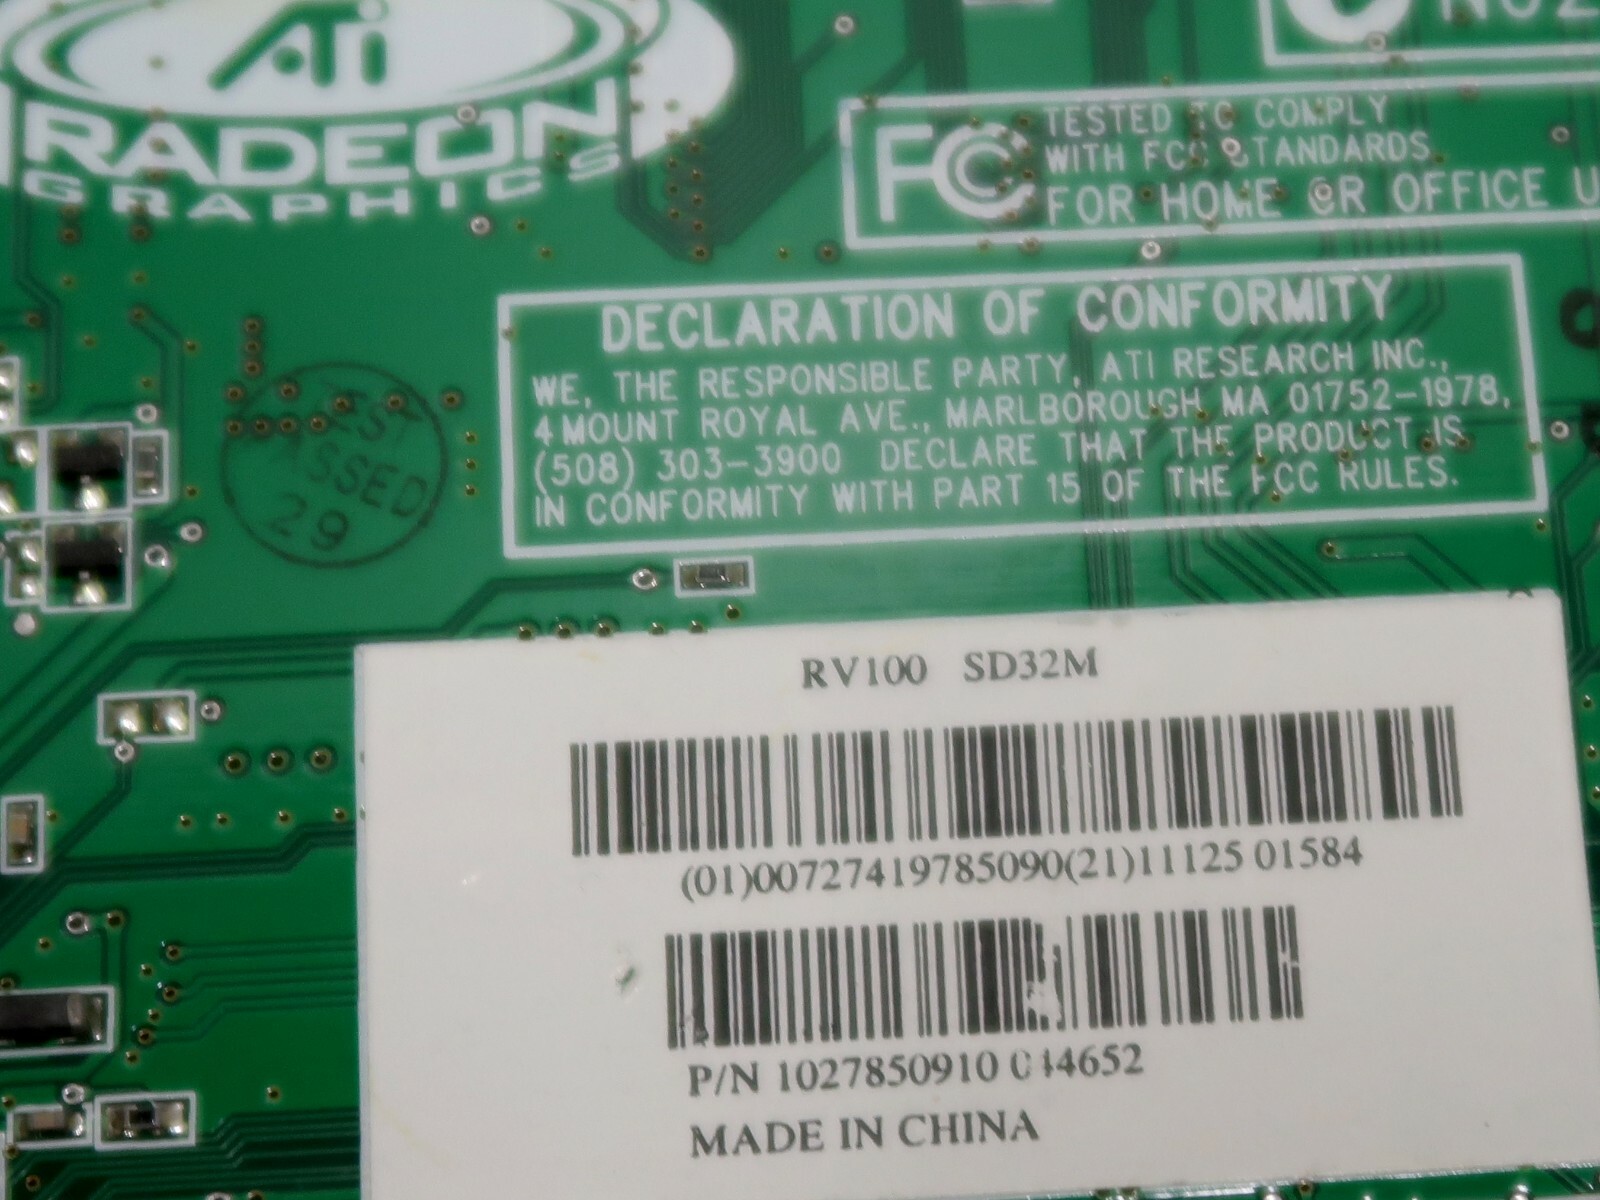 ATi
RADEON
GRAPHICS
FC
TESTED TO COMPLY
WITH FCC STANDARDS
FOR HOME OR OFFICE U
DECLARATION OF CONFORMITY
WE, THE RESPONSIBLE PARTY, ATI RESEARCH INC.,
4 MOUNT ROYAL AVE., MARLBOROUGH MA 01752-1978,
(508) 303-3900 DECLARE THAT THE PRODUCT IS
IN CONFORMITY WITH PART 15 OF THE FCC RULES.
TEST
PASSED
29
RV100 SD32M
(01)00727419785090(21)11125 01584
P/N 1027850910
MADE IN CHINA